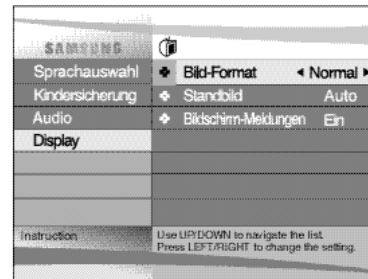 SAMSUNG
Sprachauswahl
Kindersicherung
Audio
Display
Bild-Format Normal
Standbild Auto
Bildschirm-Meldungen Ein
Instruction
Use UP/DOWN to navigate the list.
Press LEFT/RIGHT to change the setting.